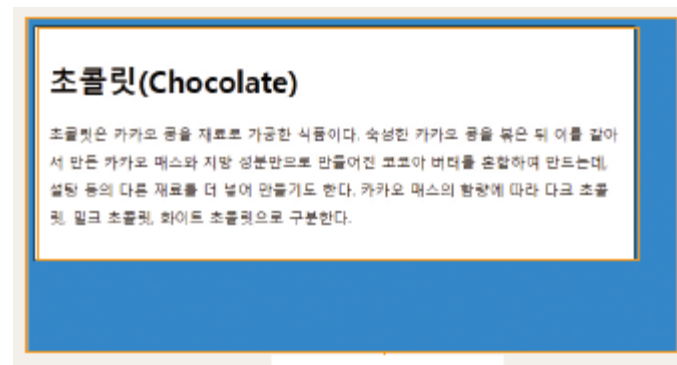 초콜릿(Chocolate)
초콜릿은 카카오 콩을 재료로 가공한 식품이다. 숙성한 카카오 콩을 볶은 뒤 이를 갈아
서 만든 카카오 매스와 지방 성분만으로 만들어진 코코아 버터를 혼합하여 만드는데,
설탕 등의 다른 재료를 더 넣어 만들기도 한다. 카카오 매스의 함량에 따라 다크 초콜
릿, 밀크 초콜릿, 화이트 초콜릿으로 구분한다.